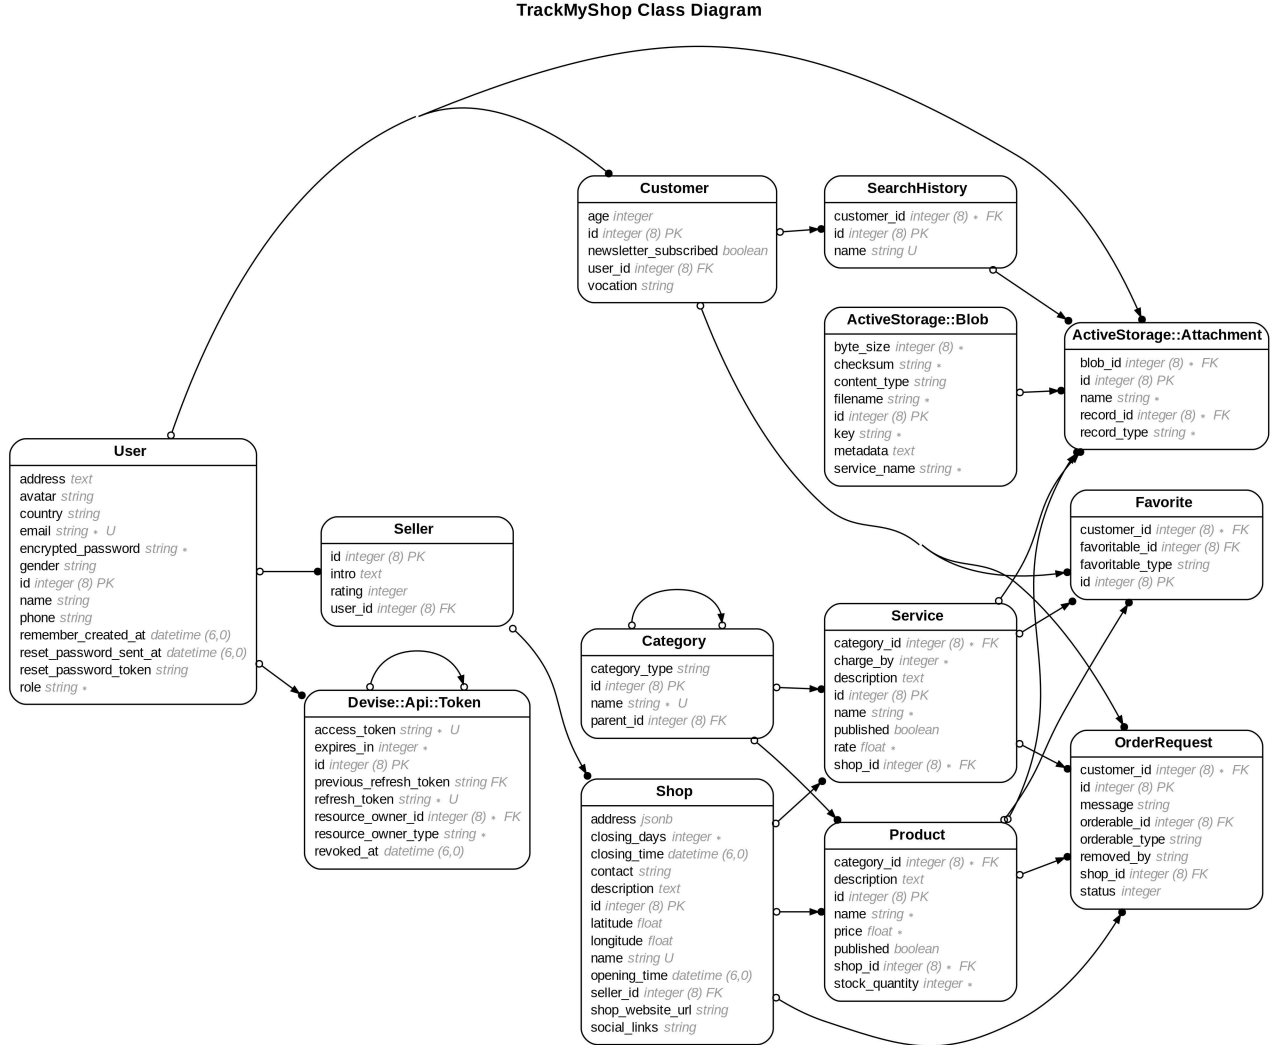 TrackMyShop Class Diagram
Customer
age integer
id integer (8) PK
newsletter_subscribed boolean
user_id integer (8) FK
vocation string
SearchHistory
customer_id integer (8) ∗ FK
id integer (8) PK
name string U
ActiveStorage::Blob
byte_size integer (8) ∗
checksum string ∗
content_type string
filename string ∗
id integer (8) PK
key string ∗
metadata text
service_name string ∗
ActiveStorage::Attachment
blob_id integer (8) ∗ FK
id integer (8) PK
name string ∗
record_id integer (8) ∗ FK
record_type string ∗
User
address text
avatar string
country string
email string ∗ U
encrypted_password string ∗
gender string
id integer (8) PK
name string
phone string
remember_created_at datetime (6,0)
reset_password_sent_at datetime (6,0)
reset_password_token string
role string ∗
Seller
id integer (8) PK
intro text
rating integer
user_id integer (8) FK
Favorite
customer_id integer (8) ∗ FK
favoritable_id integer (8) FK
favoritable_type string
id integer (8) PK
Category
category_type string
id integer (8) PK
name string ∗ U
parent_id integer (8) FK
Service
category_id integer (8) ∗ FK
charge_by integer ∗
description text
id integer (8) PK
name string ∗
published boolean
rate float ∗
shop_id integer (8) ∗ FK
Devise::Api::Token
access_token string ∗ U
expires_in integer ∗
id integer (8) PK
previous_refresh_token string FK
refresh_token string ∗ U
resource_owner_id integer (8) ∗ FK
resource_owner_type string ∗
revoked_at datetime (6,0)
OrderRequest
customer_id integer (8) ∗ FK
id integer (8) PK
message string
orderable_id integer (8) FK
orderable_type string
removed_by string
shop_id integer (8) FK
status integer
Shop
address jsonb
closing_days integer ∗
closing_time datetime (6,0)
contact string
description text
id integer (8) PK
latitude float
longitude float
name string U
opening_time datetime (6,0)
seller_id integer (8) FK
shop_website_url string
social_links string
Product
category_id integer (8) ∗ FK
description text
id integer (8) PK
name string ∗
price float ∗
published boolean
shop_id integer (8) ∗ FK
stock_quantity integer ∗